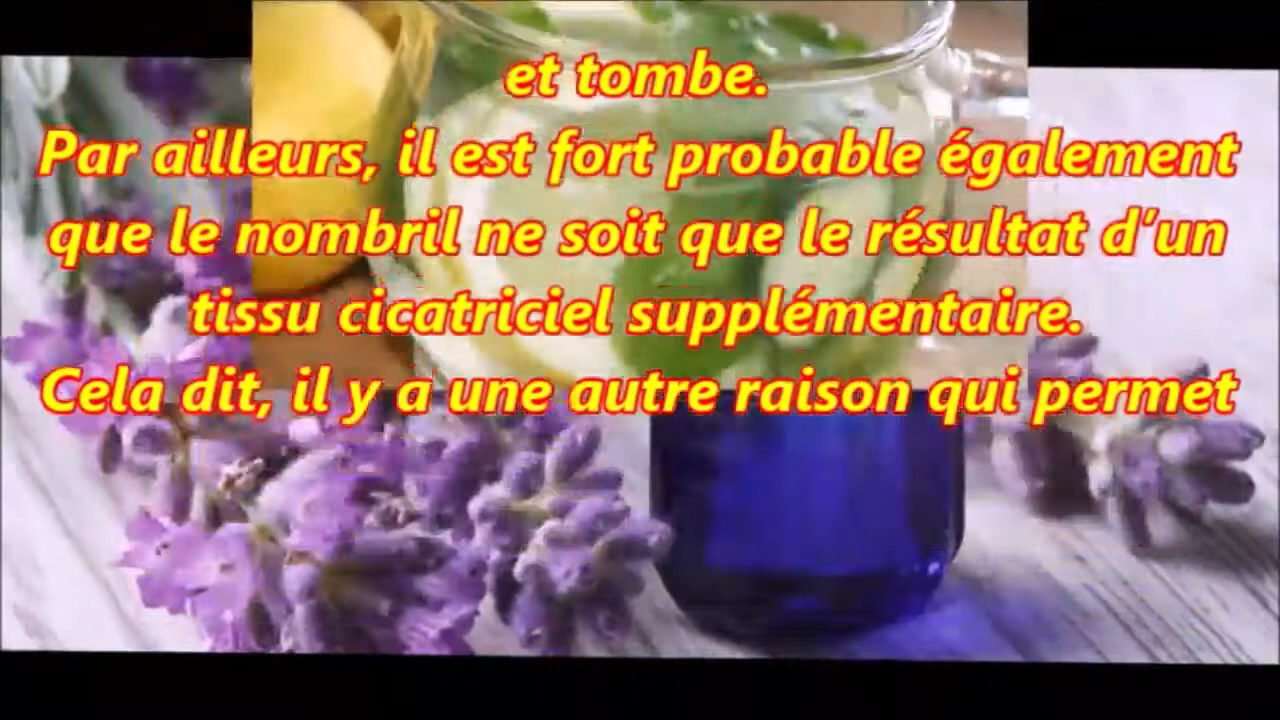 et tombe.
Par ailleurs, il est fort probable également
que le nombril ne soit que le résultat d’un
tissu cicatriciel supplémentaire.
Cela dit, il y a une autre raison qui permet